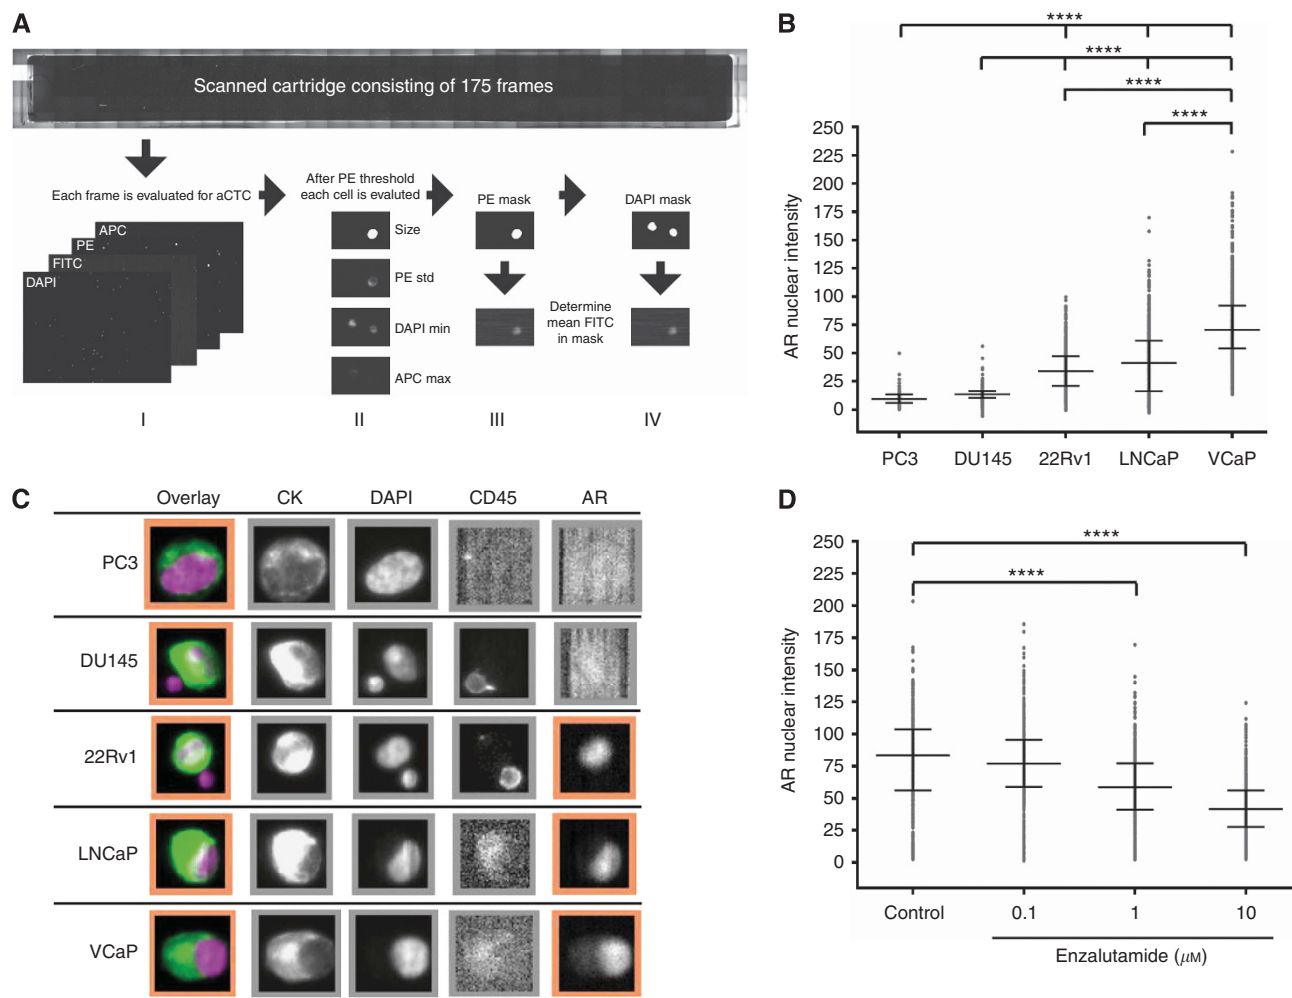 A
Scanned cartridge consisting of 175 frames
Each frame is evaluated for aCTC
APC
PE
FITC
DAPI
After PE threshold
each cell is evaluted
Size
PE std
DAPI min
APC max
PE mask
DAPI mask
Determine
mean FITC
in mask
I
II
III
IV
B
****
****
****
****
AR nuclear intensity
250
225
200
175
150
125
100
75
50
25
0
PC3
DU145
22Rv1
LNCaP
VCaP
C
Overlay
CK
DAPI
CD45
AR
PC3
DU145
22Rv1
LNCaP
VCaP
D
****
****
AR nuclear intensity
250
225
200
175
150
125
100
75
50
25
0
Control
0.1
1
10
Enzalutamide (μM)